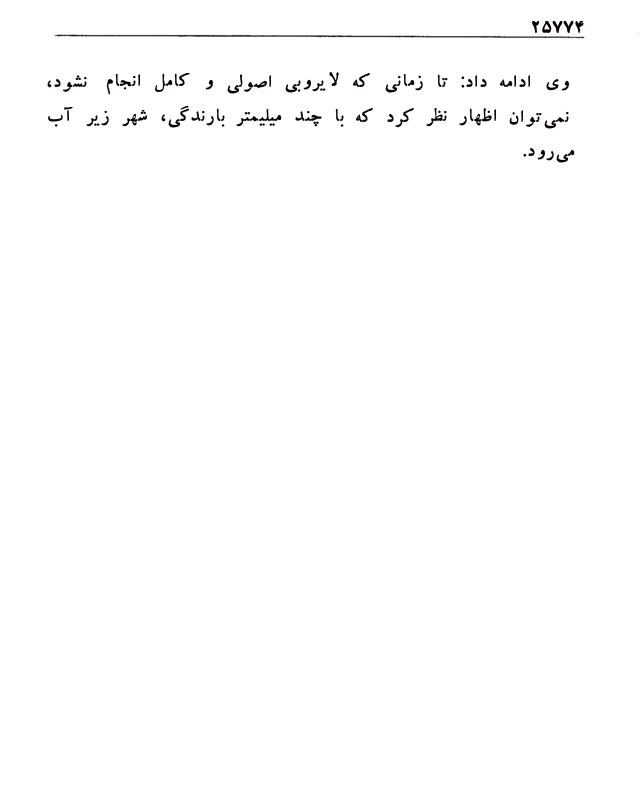 ۲۵۷۷۴
وی ادامه داد: تا زمانی که لایروبی اصولی و کامل انجام نشود،
نمی‌توان اظهار نظر کرد که با چند میلیمتر بارندگی، شهر زیر آب
می‌رود.